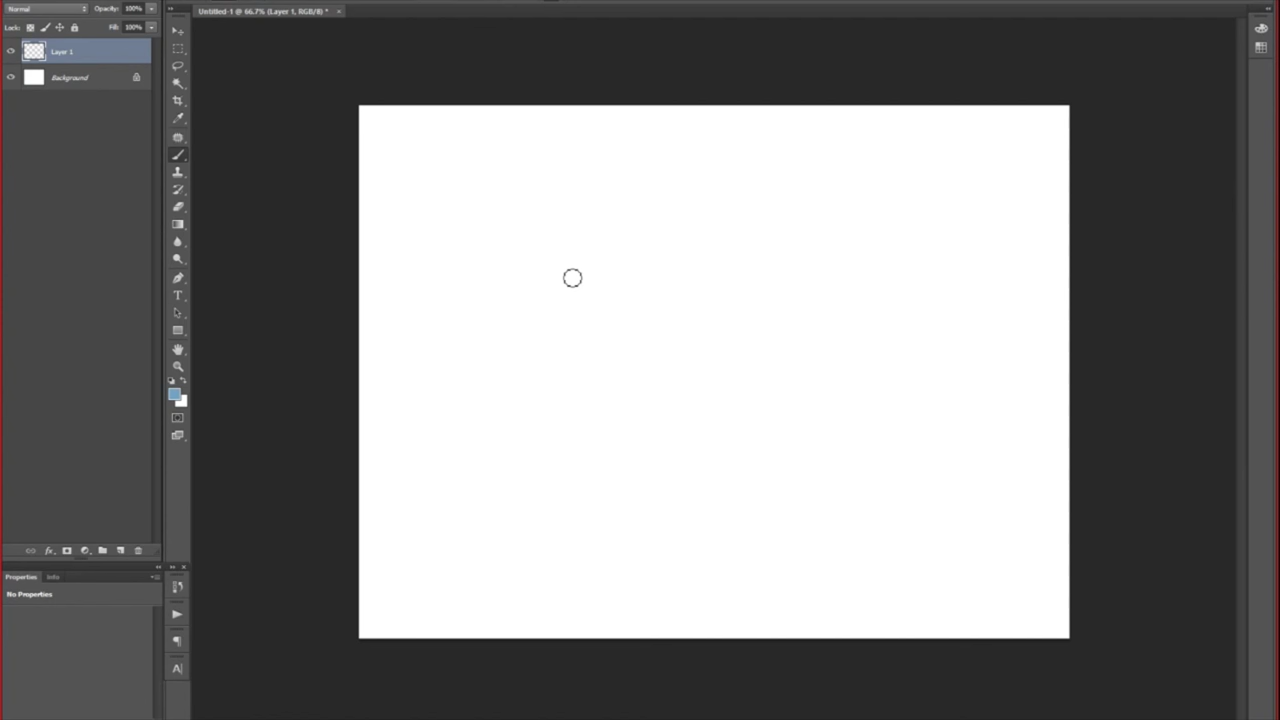 Normal Opacity: 100%
Untitled-1 @ 66.7% (Layer 1, RGB/8) * ×
Lock: Fill: 100%
Layer 1
Background
T
Properties Info
No Properties
A|